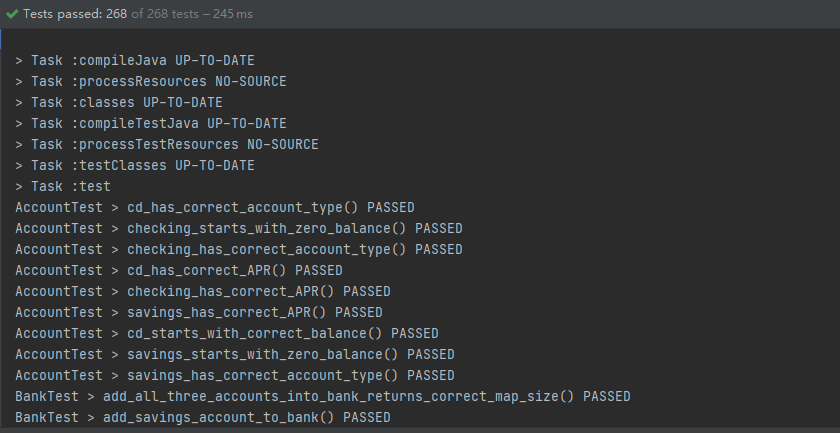 Tests passed: 268 of 268 tests – 245 ms
> Task :compileJava UP-TO-DATE
> Task :processResources NO-SOURCE
> Task :classes UP-TO-DATE
> Task :compileTestJava UP-TO-DATE
> Task :processTestResources NO-SOURCE
> Task :testClasses UP-TO-DATE
> Task :test
AccountTest > cd_has_correct_account_type() PASSED
AccountTest > checking_starts_with_zero_balance() PASSED
AccountTest > checking_has_correct_account_type() PASSED
AccountTest > cd_has_correct_APR() PASSED
AccountTest > checking_has_correct_APR() PASSED
AccountTest > savings_has_correct_APR() PASSED
AccountTest > cd_starts_with_correct_balance() PASSED
AccountTest > savings_starts_with_zero_balance() PASSED
AccountTest > savings_has_correct_account_type() PASSED
BankTest > add_all_three_accounts_into_bank_returns_correct_map_size() PASSED
BankTest > add_savings_account_to_bank() PASSED